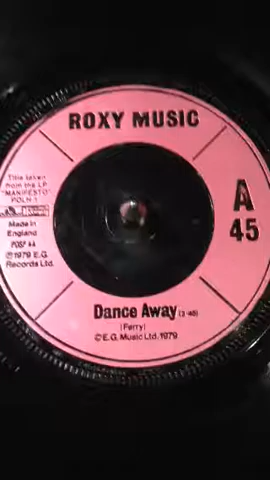 ROXY MUSIC
Title taken
from the LP
"MANIFESTO"
POLH 1
Made in
England
POSP 44
℗1979 E.G.
Records Ltd.
A
45
Dance Away (3-45)
(Ferry)
©E.G. Music Ltd. 1979